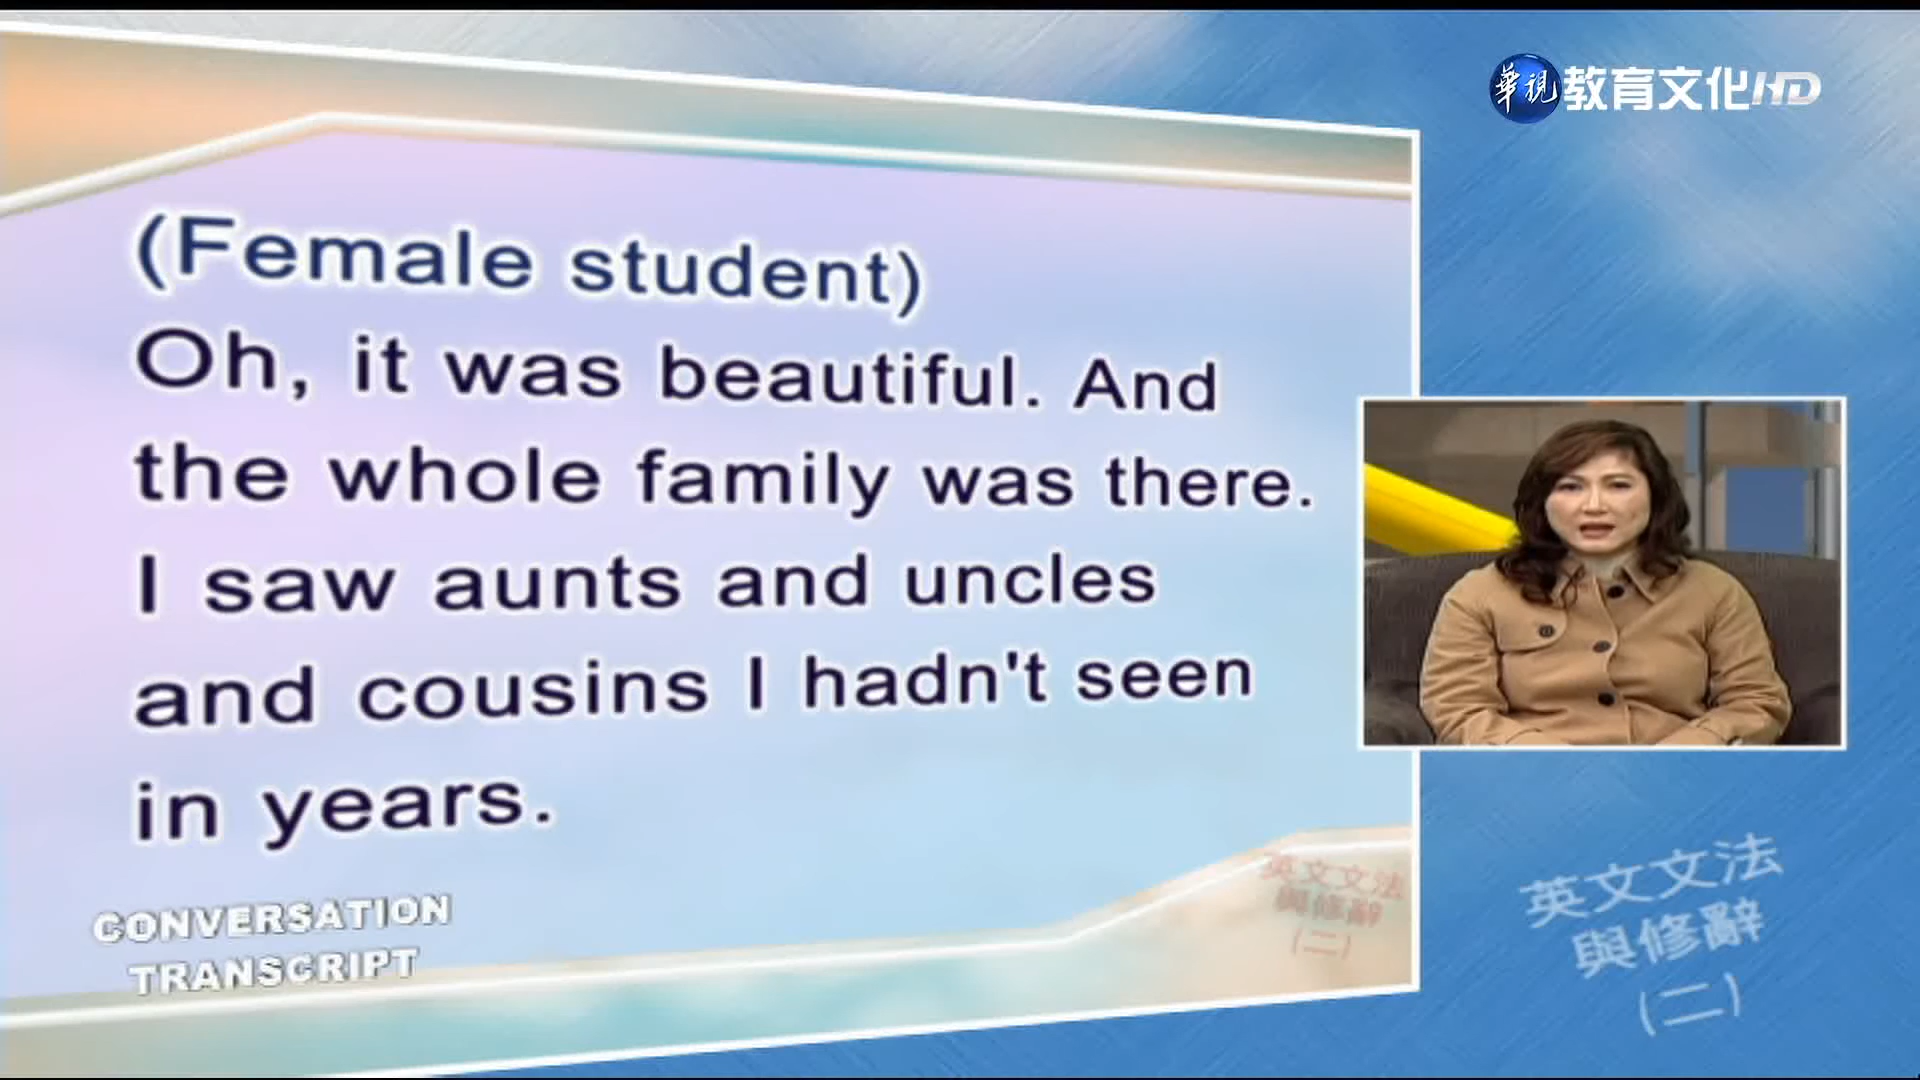 華視 教育文化HD
(Female student)
Oh, it was beautiful. And
the whole family was there.
I saw aunts and uncles
and cousins I hadn't seen
in years.
CONVERSATION
TRANSCRIPT
英文文法
與修辭
(二)
英文文法
與修辭
(二)